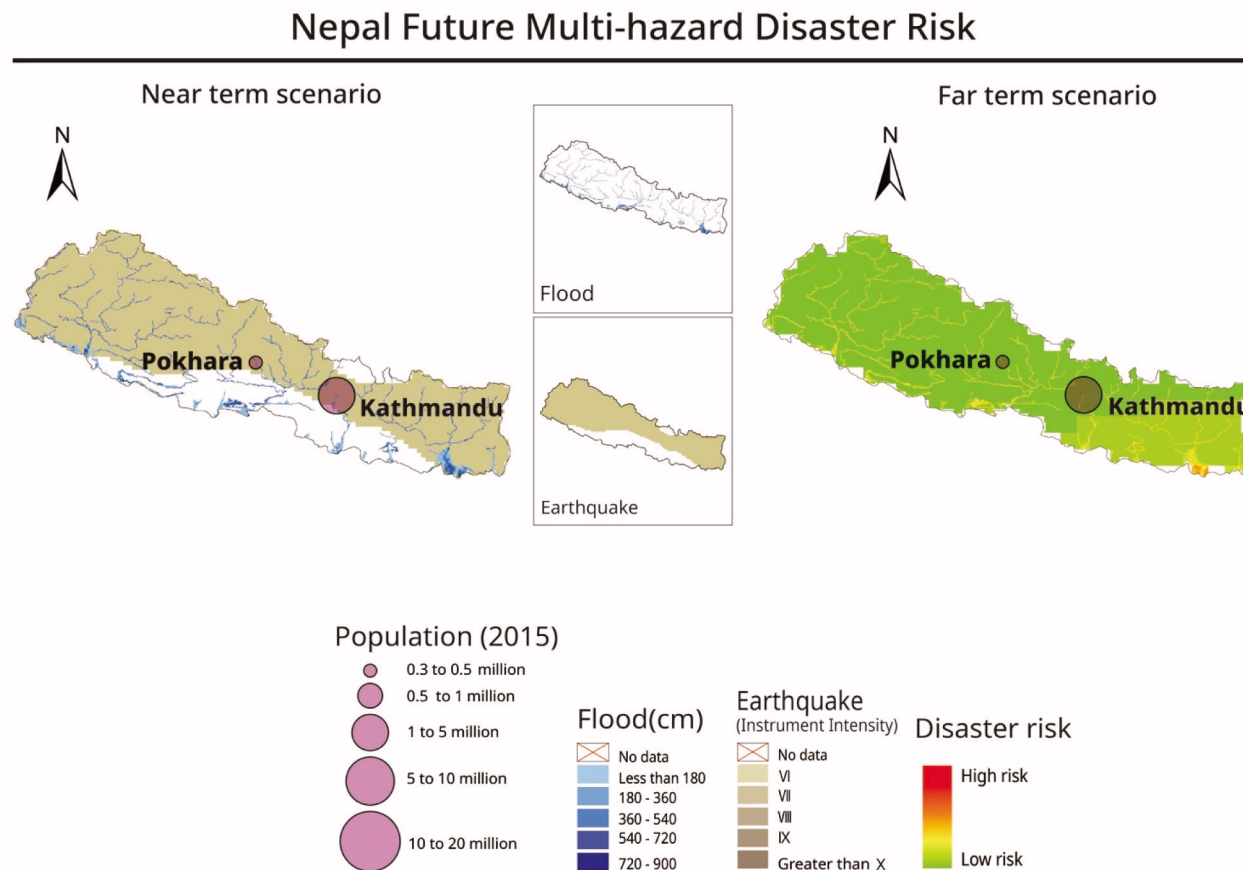 Nepal Future Multi-hazard Disaster Risk
Near term scenario
Far term scenario
N
N
Flood
Earthquake
Pokhara
Kathmandu
Pokhara
Kathmandu
Population (2015)
0.3 to 0.5 million
0.5 to 1 million
1 to 5 million
5 to 10 million
10 to 20 million
Flood(cm)
No data
Less than 180
180 - 360
360 - 540
540 - 720
720 - 900
Earthquake
(Instrument Intensity)
No data
Ⅵ
Ⅶ
Ⅷ
Ⅸ
Greater than Ⅹ
Disaster risk
High risk
Low risk